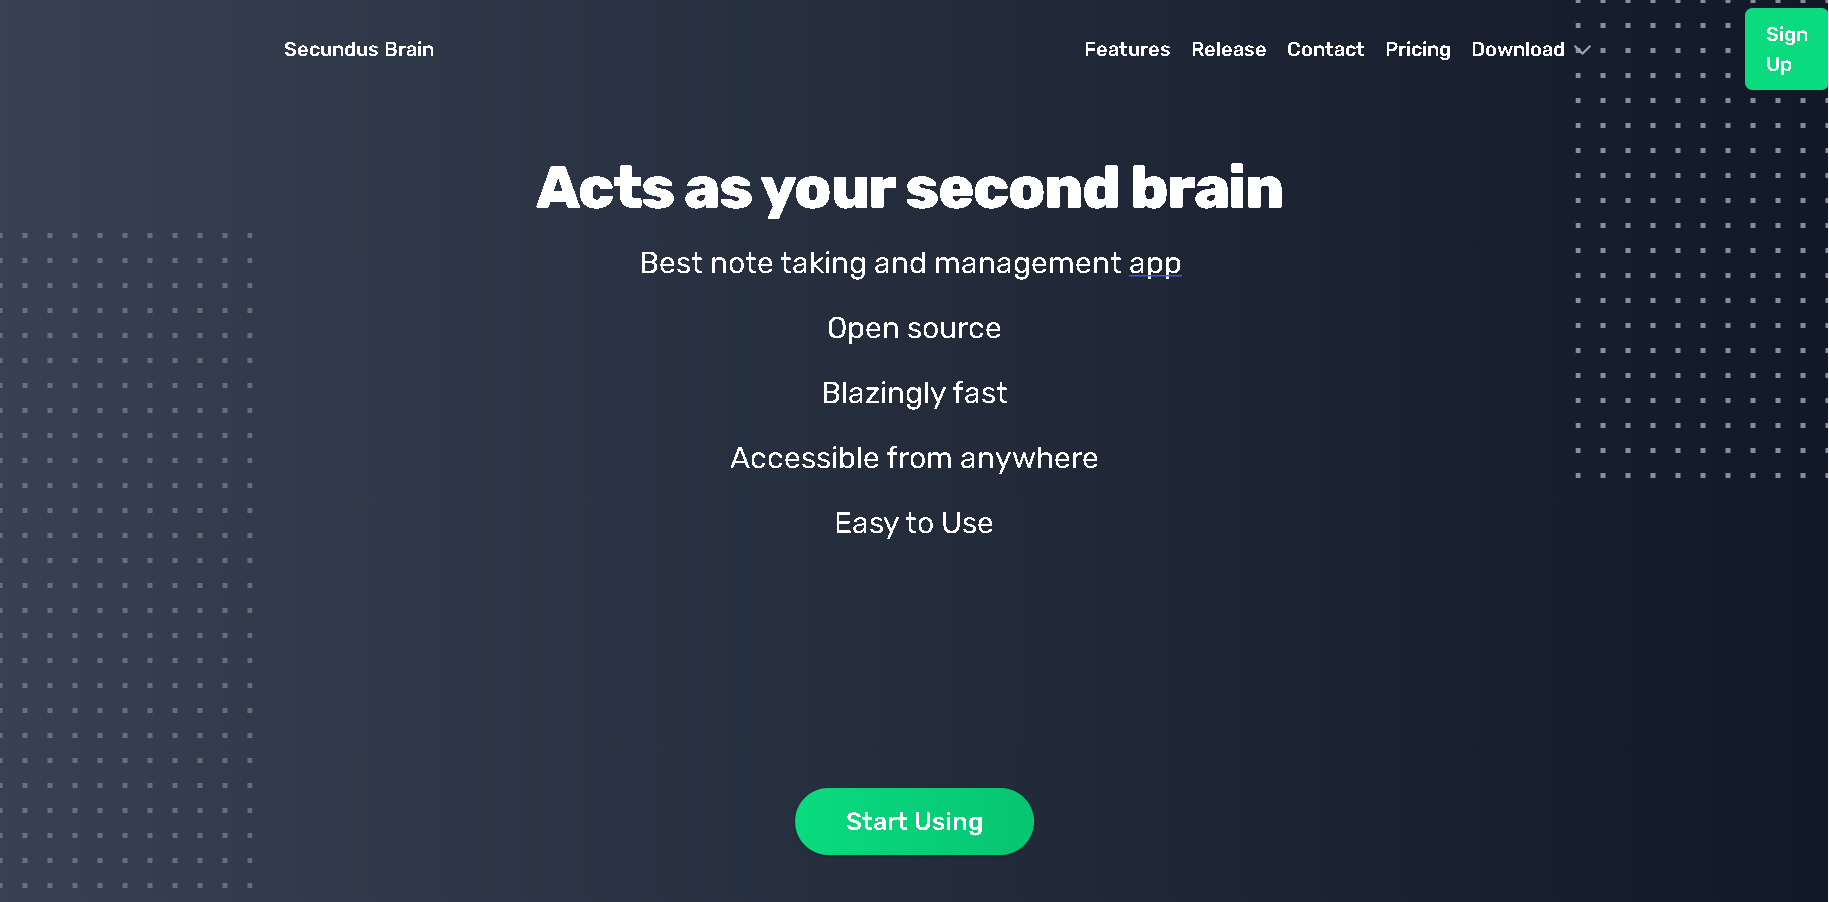 Secundus Brain
Features Release Contact Pricing Download
Sign
Up
Acts as your second brain
Best note taking and management app
Open source
Blazingly fast
Accessible from anywhere
Easy to Use
Start Using